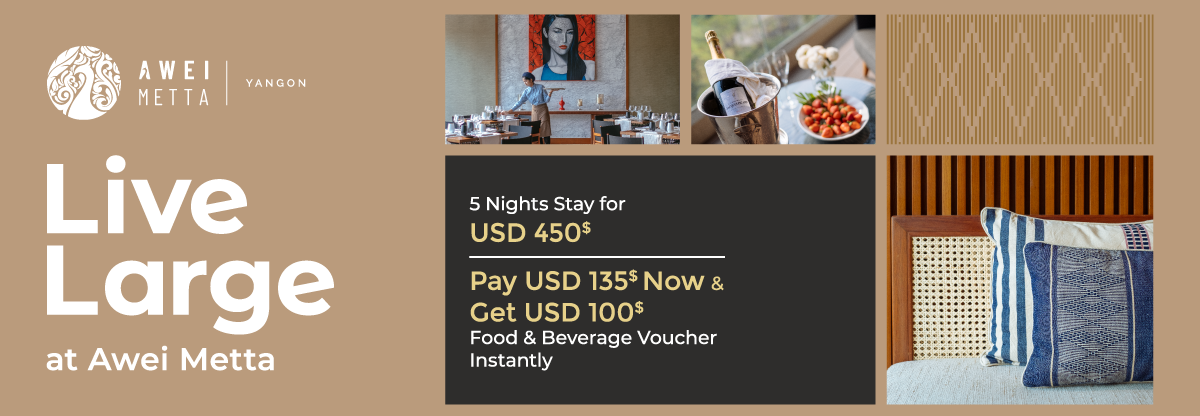 AWEI
METTA
YANGON
Live
Large
at Awei Metta
5 Nights Stay for
USD 450$
Pay USD 135$ Now &
Get USD 100$
Food & Beverage Voucher
Instantly